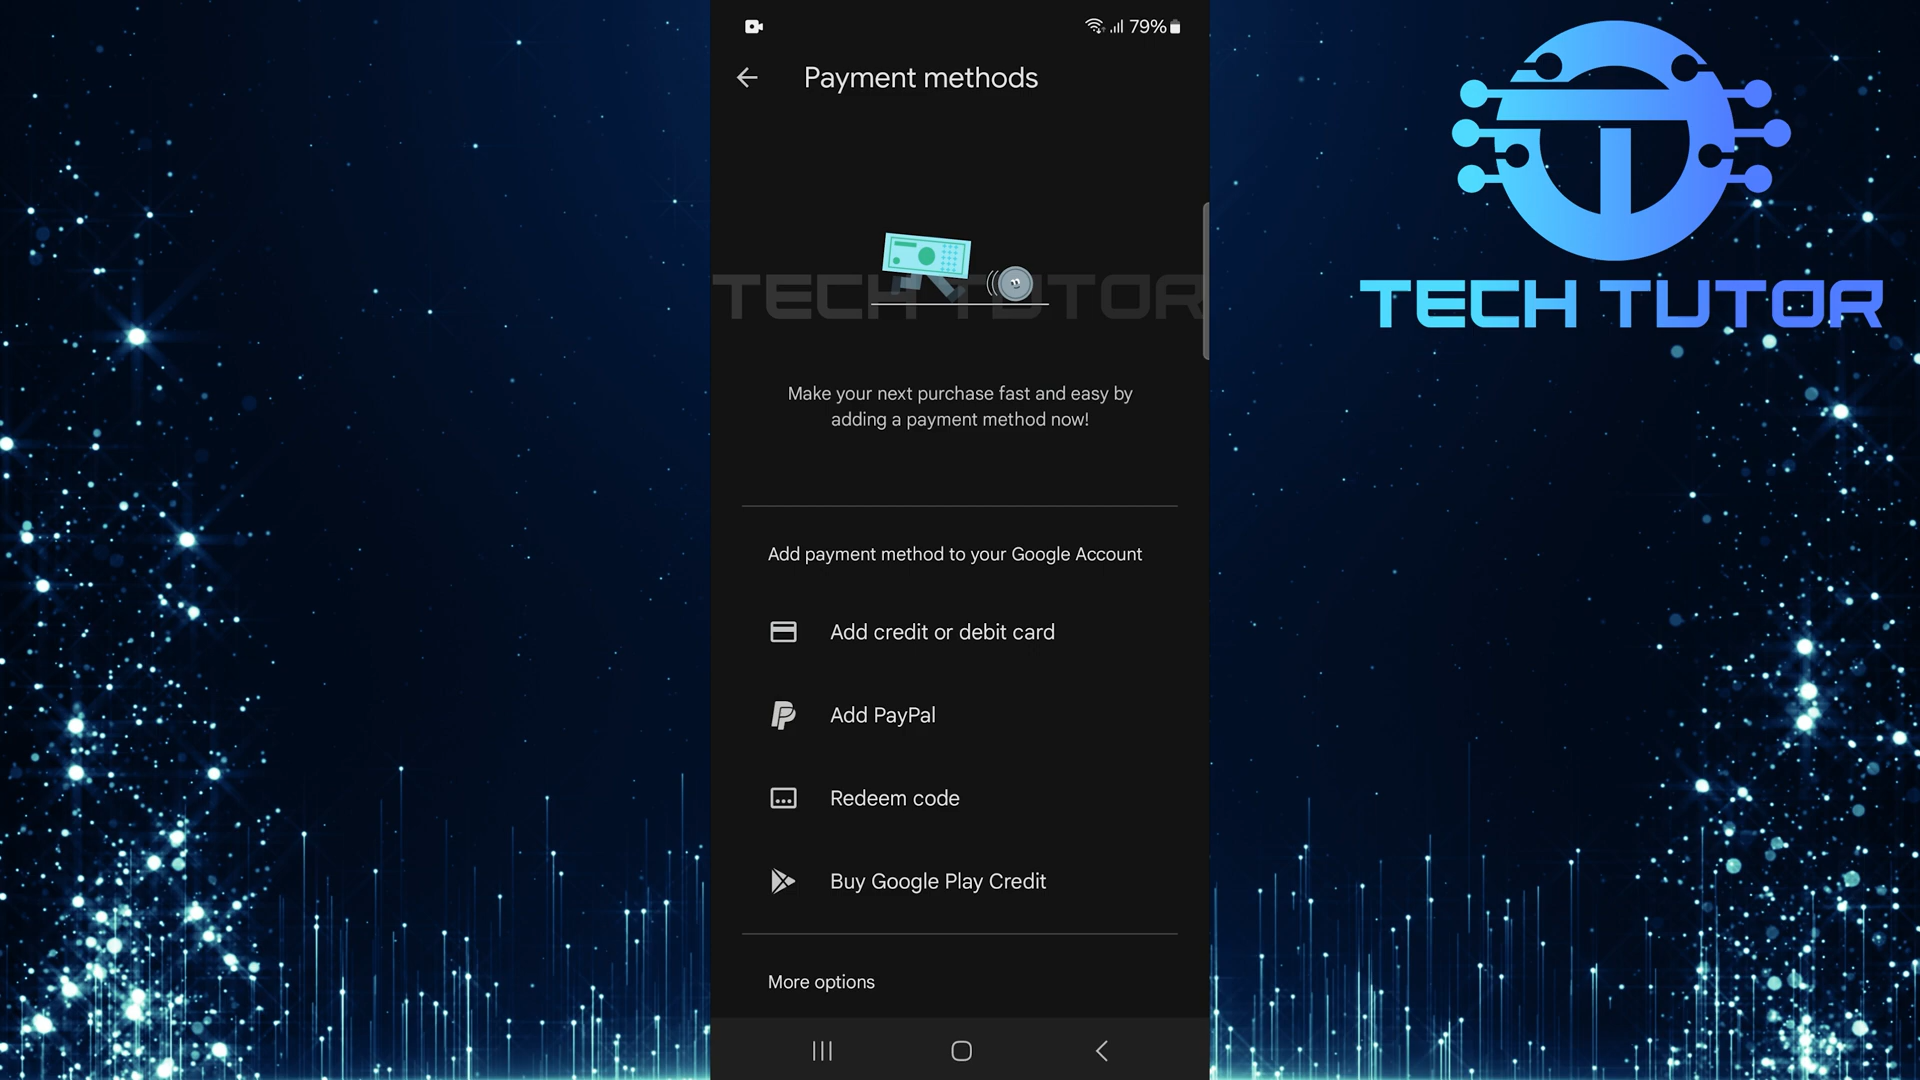 79%
Payment methods
TECH TUTOR
TECH TUTOR
Make your next purchase fast and easy by
adding a payment method now!
Add payment method to your Google Account
Add credit or debit card
Add PayPal
Redeem code
Buy Google Play Credit
More options